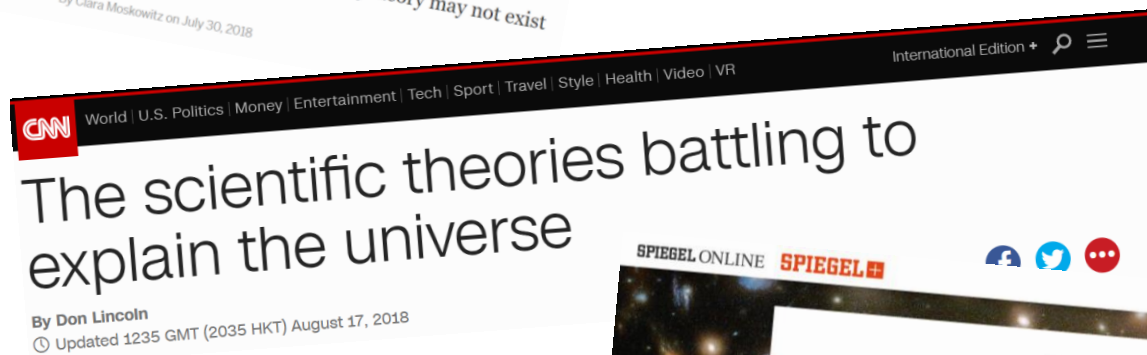 By Clara Moskowitz on July 30, 2018
may not exist
International Edition +
CNN World U.S. Politics Money Entertainment Tech Sport Travel Style Health Video VR
The scientific theories battling to
explain the universe
By Don Lincoln
Updated 1235 GMT (2035 HKT) August 17, 2018
SPIEGEL ONLINE SPIEGEL+